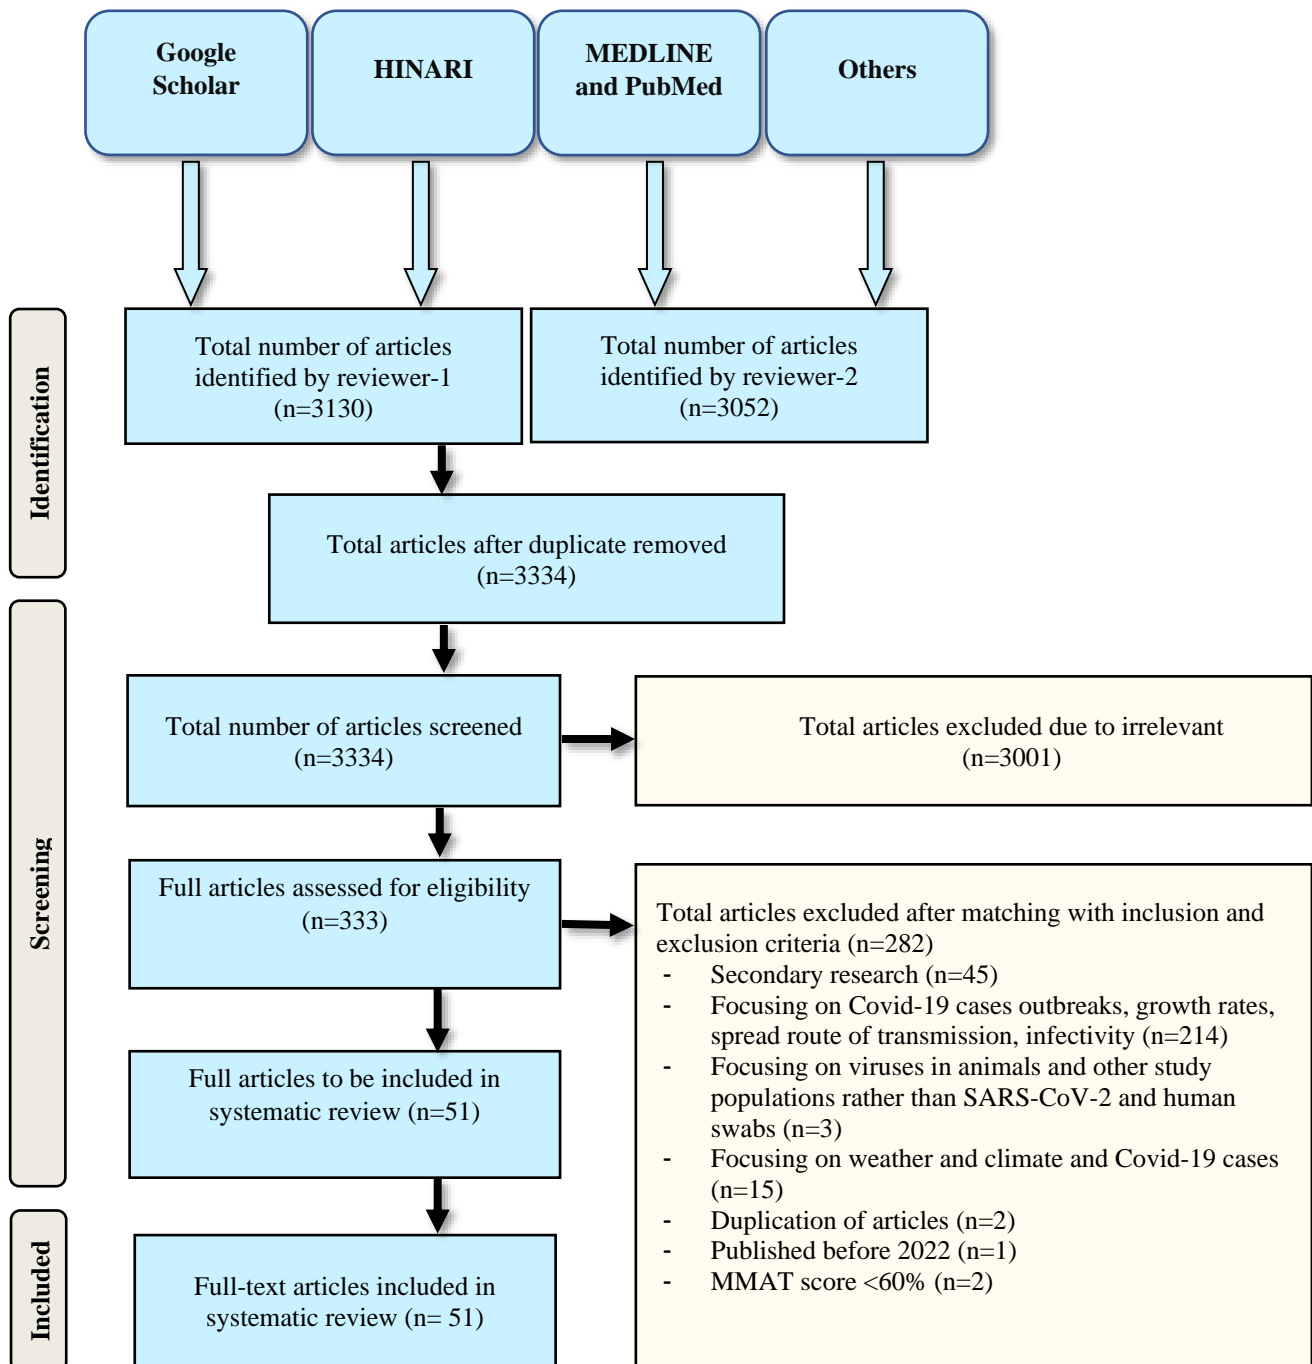 Google
Scholar
HINARI
MEDLINE
and PubMed
Others
Identification
Total number of articles
identified by reviewer-1
(n=3130)
Total number of articles
identified by reviewer-2
(n=3052)
Total articles after duplicate removed
(n=3334)
Screening
Total number of articles screened
(n=3334)
Total articles excluded due to irrelevant
(n=3001)
Full articles assessed for eligibility
(n=333)
Total articles excluded after matching with inclusion and
exclusion criteria (n=282)
- Secondary research (n=45)
- Focusing on Covid-19 cases outbreaks, growth rates,
spread route of transmission, infectivity (n=214)
- Focusing on viruses in animals and other study
populations rather than SARS-CoV-2 and human
swabs (n=3)
- Focusing on weather and climate and Covid-19 cases
(n=15)
- Duplication of articles (n=2)
- Published before 2022 (n=1)
- MMAT score <60% (n=2)
Full articles to be included in
systematic review (n=51)
Included
Full-text articles included in
systematic review (n= 51)